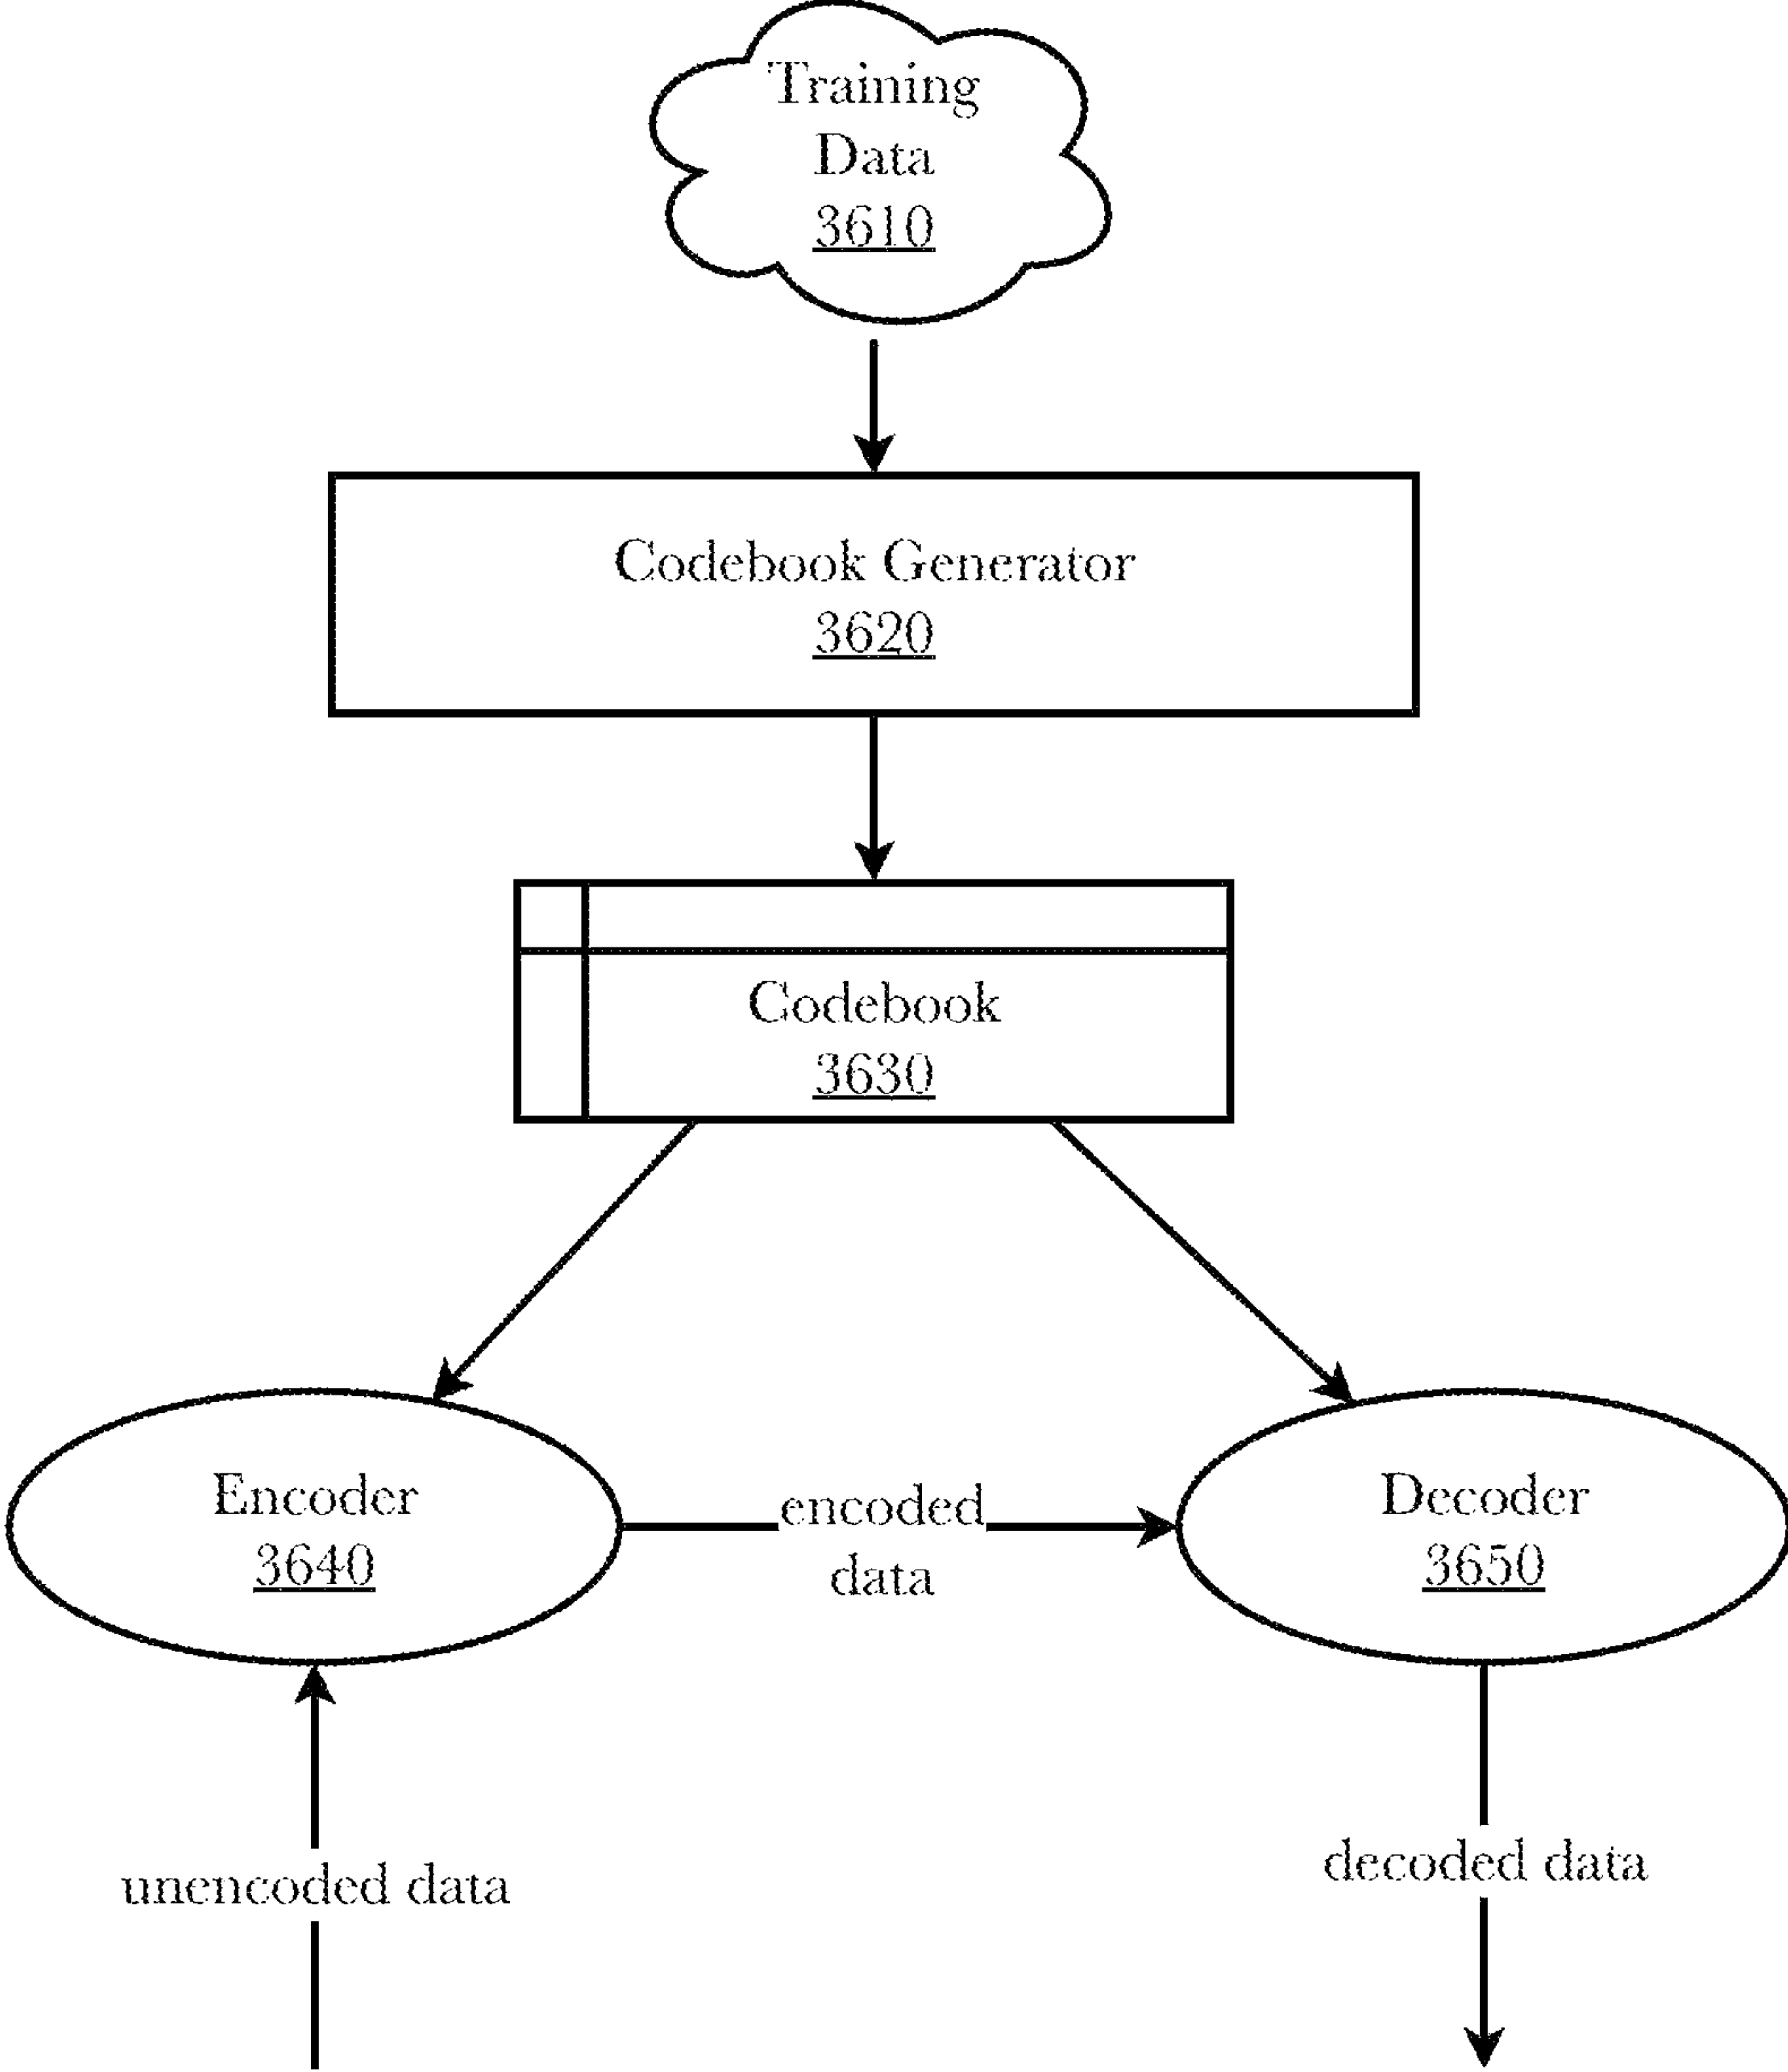 Training
Data
3610
Codebook Generator
3620
Codebook
3630
Encoder
3640
encoded
data
Decoder
3650
unencoded data
decoded data